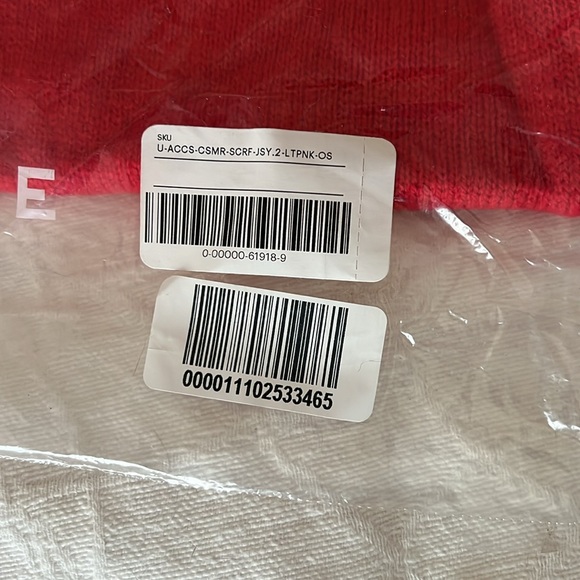 SKU
U-ACCS-CSMR-SCRF-JSY.2-LTPNK-OS
E
0-00000-61918-9
000011102533465